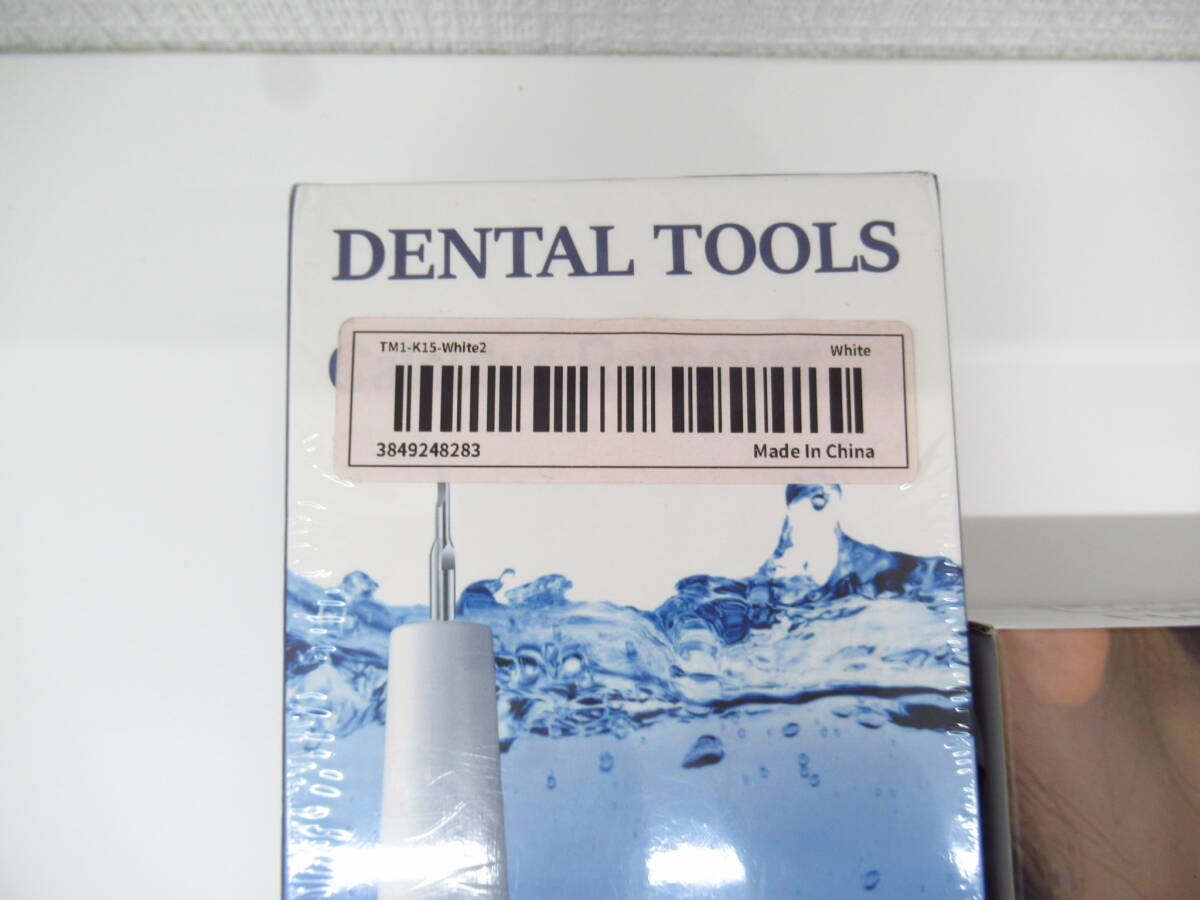 DENTAL TOOLS
TM1-K15-White2 White
3849248283 Made In China